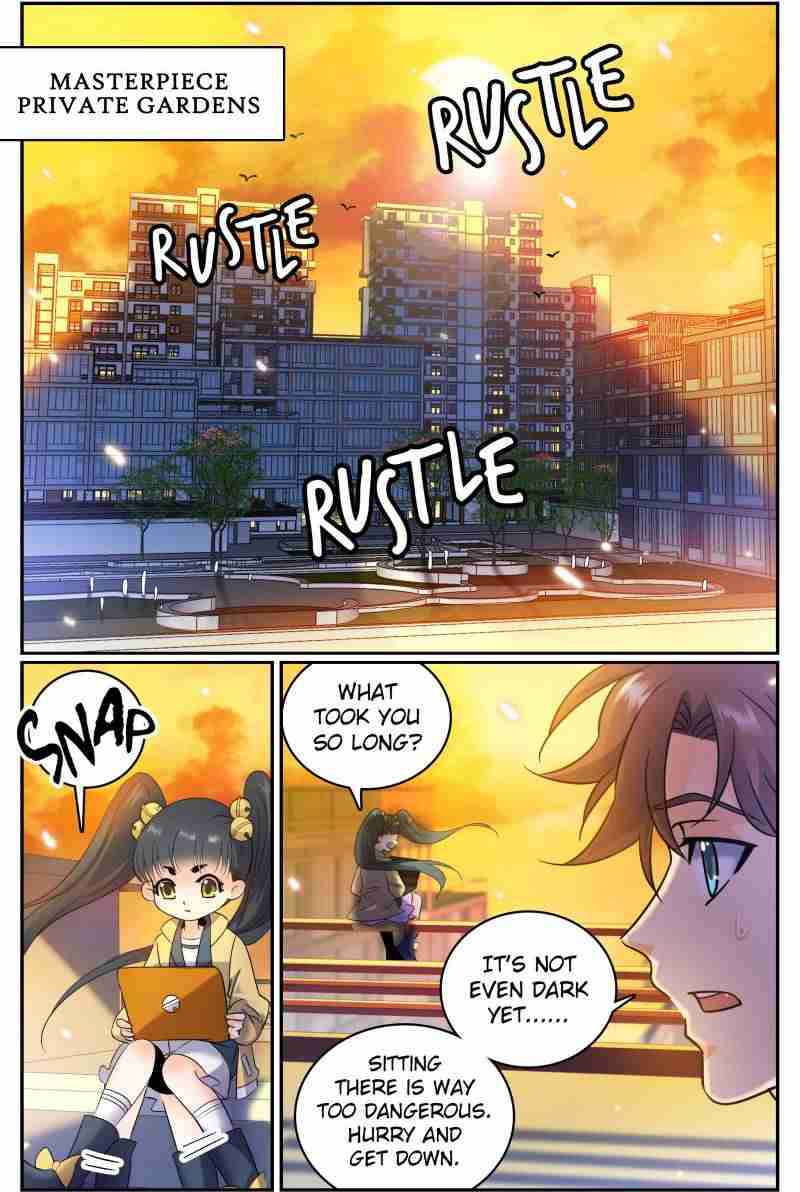 MASTERPIECE
PRIVATE GARDENS
RUSTLE
RUSTLE
RUSTLE
SNAP
WHAT
TOOK YOU
SO LONG?
IT'S NOT
EVEN DARK
YET......
SITTING
THERE IS WAY
TOO DANGEROUS.
HURRY AND
GET DOWN.